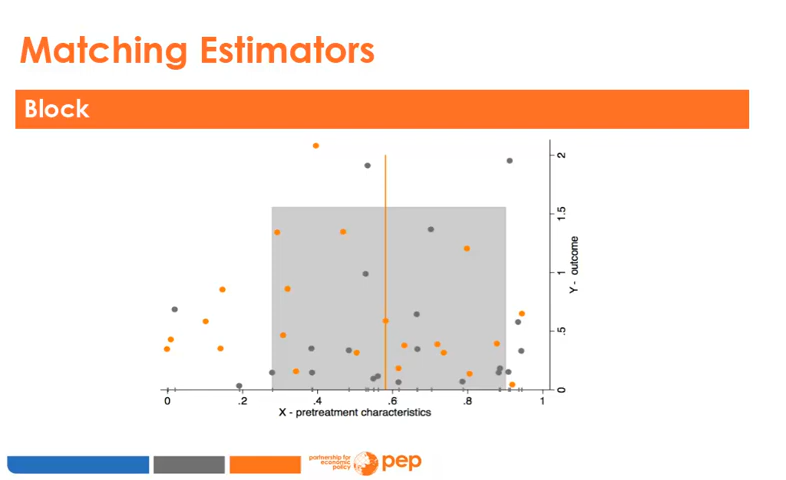 Matching Estimators
Block
2
1.5
1
.5
0
Y - outcome
0 .2 .4 .6 .8 1
X - pretreatment characteristics
partnership for
economic
policy
pep